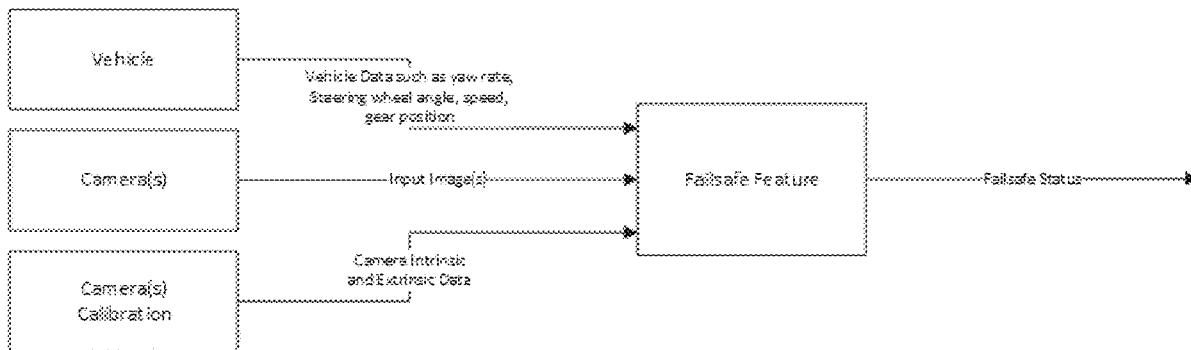 Vehicle
Vehicle Data such as yaw rate,
Steering wheel angle, speed,
gear position
Camera(s)
Input Image(s)
Failsafe Feature
Failsafe Status
Camera Intrinsic
and Extrinsic Data
Camera(s)
Calibration